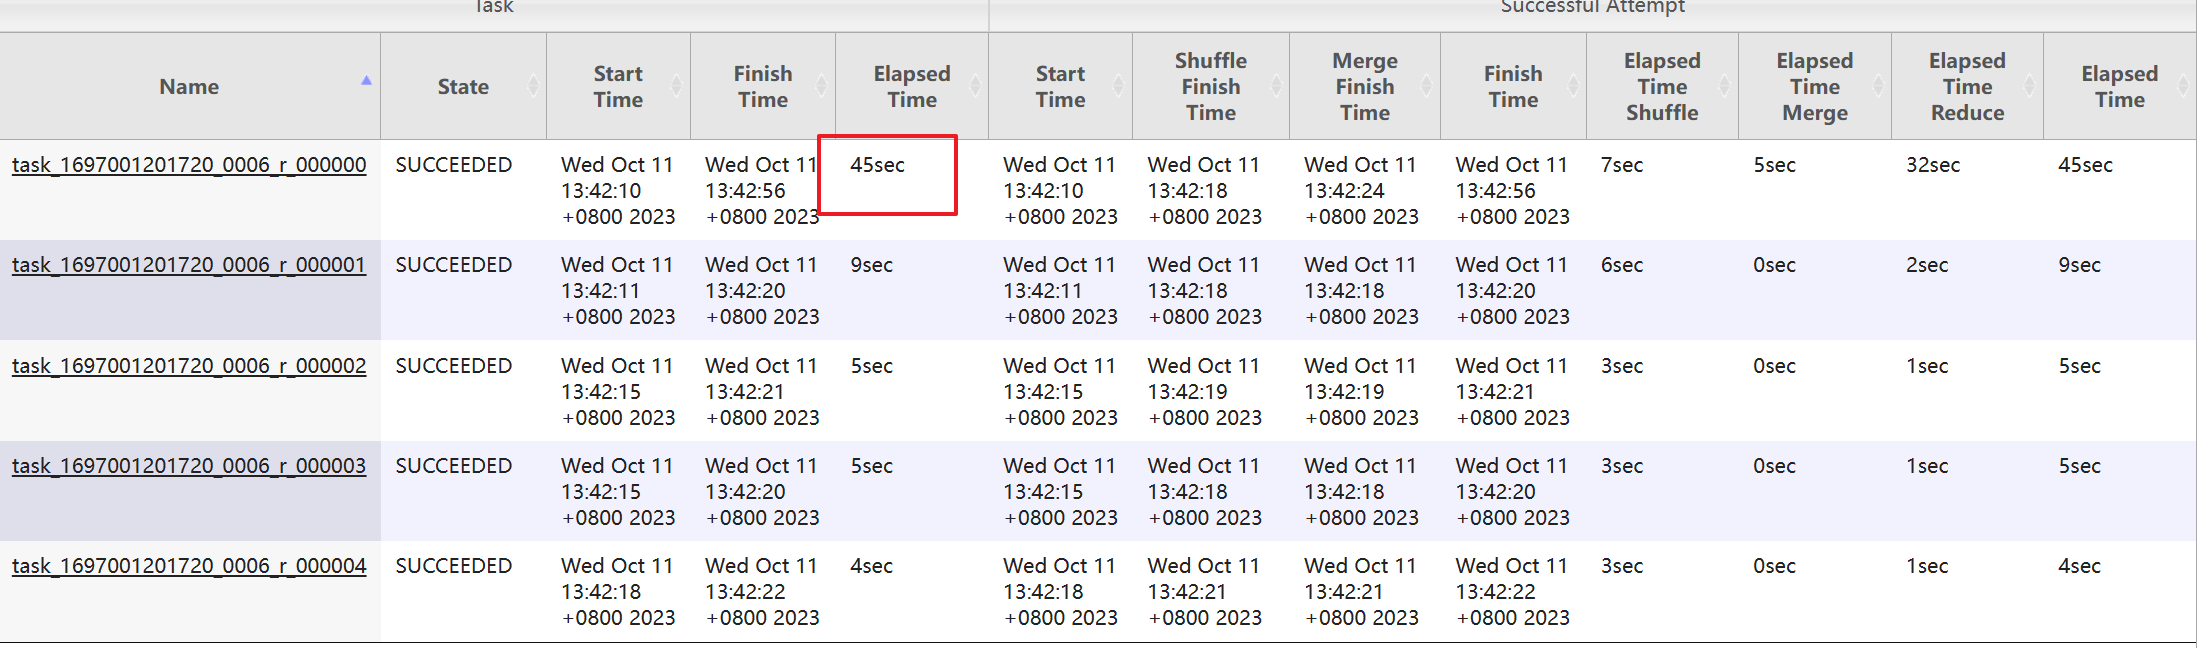 Task Successful Attempt
Name State Start Time Finish Time Elapsed Time Start Time Shuffle Finish Time Merge Finish Time Finish Time Elapsed Time Shuffle Elapsed Time Merge Elapsed Time Reduce Elapsed Time
task_1697001201720_0006_r_000000 SUCCEEDED Wed Oct 11 13:42:10 +0800 2023 Wed Oct 11 13:42:56 +0800 2023 45sec Wed Oct 11 13:42:10 +0800 2023 Wed Oct 11 13:42:18 +0800 2023 Wed Oct 11 13:42:24 +0800 2023 Wed Oct 11 13:42:56 +0800 2023 7sec 5sec 32sec 45sec
task_1697001201720_0006_r_000001 SUCCEEDED Wed Oct 11 13:42:11 +0800 2023 Wed Oct 11 13:42:20 +0800 2023 9sec Wed Oct 11 13:42:11 +0800 2023 Wed Oct 11 13:42:18 +0800 2023 Wed Oct 11 13:42:18 +0800 2023 Wed Oct 11 13:42:20 +0800 2023 6sec 0sec 2sec 9sec
task_1697001201720_0006_r_000002 SUCCEEDED Wed Oct 11 13:42:15 +0800 2023 Wed Oct 11 13:42:21 +0800 2023 5sec Wed Oct 11 13:42:15 +0800 2023 Wed Oct 11 13:42:19 +0800 2023 Wed Oct 11 13:42:19 +0800 2023 Wed Oct 11 13:42:21 +0800 2023 3sec 0sec 1sec 5sec
task_1697001201720_0006_r_000003 SUCCEEDED Wed Oct 11 13:42:15 +0800 2023 Wed Oct 11 13:42:20 +0800 2023 5sec Wed Oct 11 13:42:15 +0800 2023 Wed Oct 11 13:42:18 +0800 2023 Wed Oct 11 13:42:18 +0800 2023 Wed Oct 11 13:42:20 +0800 2023 3sec 0sec 1sec 5sec
task_1697001201720_0006_r_000004 SUCCEEDED Wed Oct 11 13:42:18 +0800 2023 Wed Oct 11 13:42:22 +0800 2023 4sec Wed Oct 11 13:42:18 +0800 2023 Wed Oct 11 13:42:21 +0800 2023 Wed Oct 11 13:42:21 +0800 2023 Wed Oct 11 13:42:22 +0800 2023 3sec 0sec 1sec 4sec